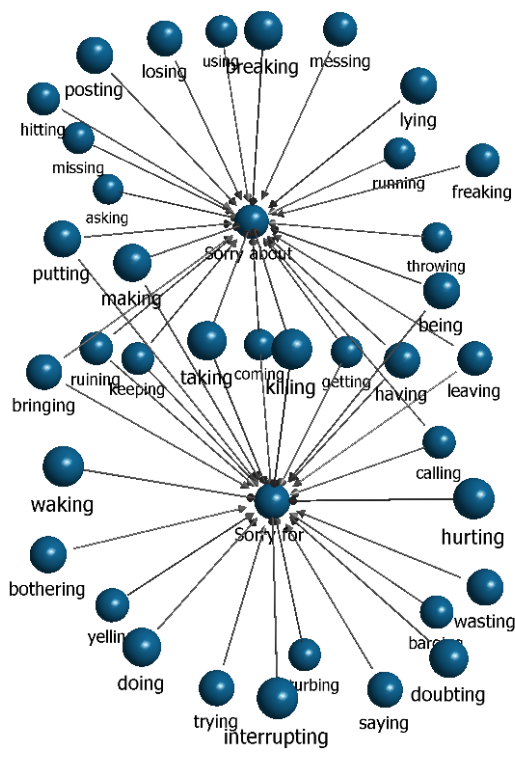 using
breaking
messing
losing
posting
lying
hitting
missing
running
freaking
asking
Sorry about
throwing
putting
making
being
ruining
keeping
taking
coming
killing
getting
having
leaving
bringing
calling
waking
Sorry for
hurting
bothering
wasting
doing
doubting
trying
interrupting
saying